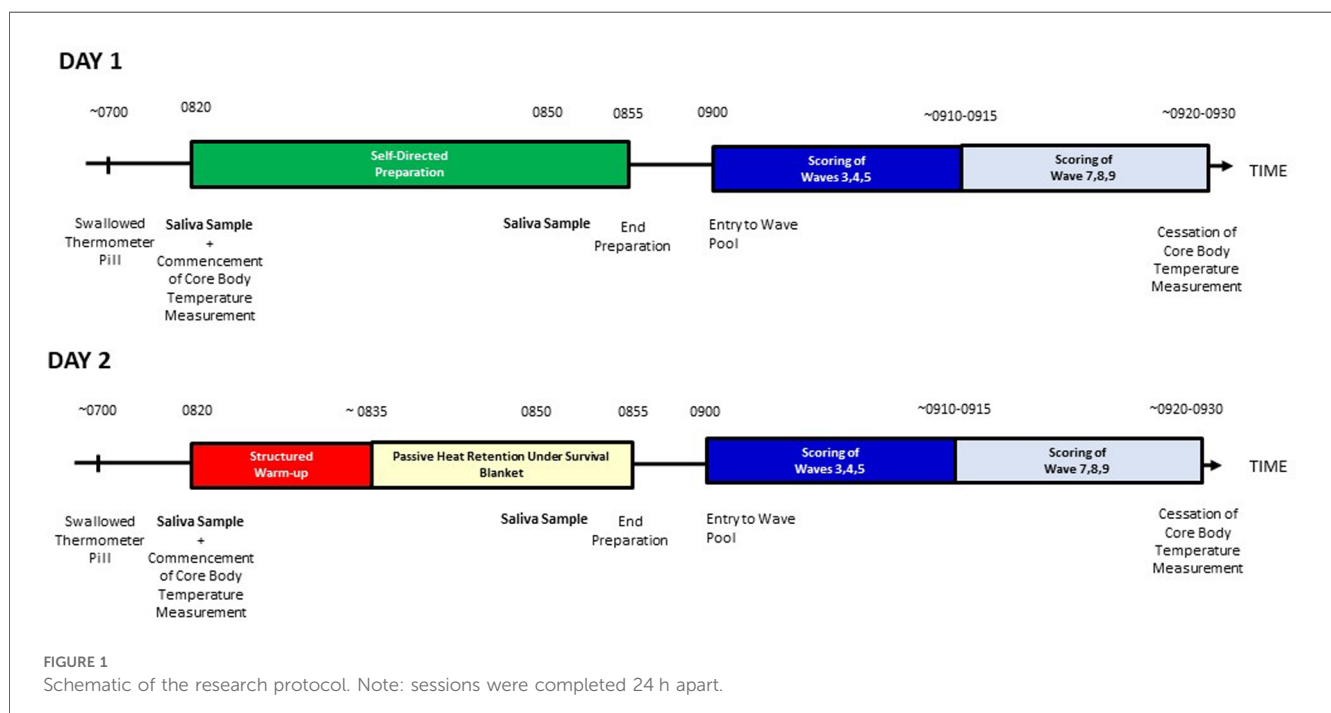 DAY 1
~0700
0820
0850
0855
0900
~0910-0915
~0920-0930
Self-Directed
Preparation
Scoring of
Waves 3,4,5
Scoring of
Wave 7,8,9
TIME
Swallowed
Thermometer
Pill
Saliva Sample
+
Commencement
of Core Body
Temperature
Measurement
Saliva Sample
End
Preparation
Entry to Wave
Pool
Cessation of
Core Body
Temperature
Measurement
DAY 2
~0700
0820
~ 0835
0850
0855
0900
~0910-0915
~0920-0930
Structured
Warm-up
Passive Heat Retention Under Survival
Blanket
Scoring of
Waves 3,4,5
Scoring of
Wave 7,8,9
TIME
Swallowed
Thermometer
Pill
Saliva Sample
+
Commencement
of Core Body
Temperature
Measurement
Saliva Sample
End
Preparation
Entry to Wave
Pool
Cessation of
Core Body
Temperature
Measurement
FIGURE 1
Schematic of the research protocol. Note: sessions were completed 24 h apart.